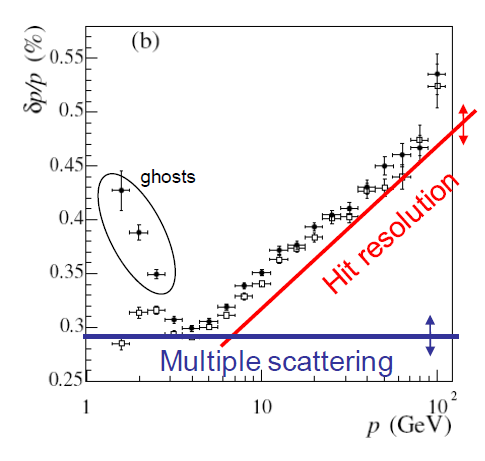 (b)
δp/p (%)
0.55
0.5
0.45
0.4
0.35
0.3
0.25
ghosts
Hit resolution
Multiple scattering
1
10
10²
p (GeV)